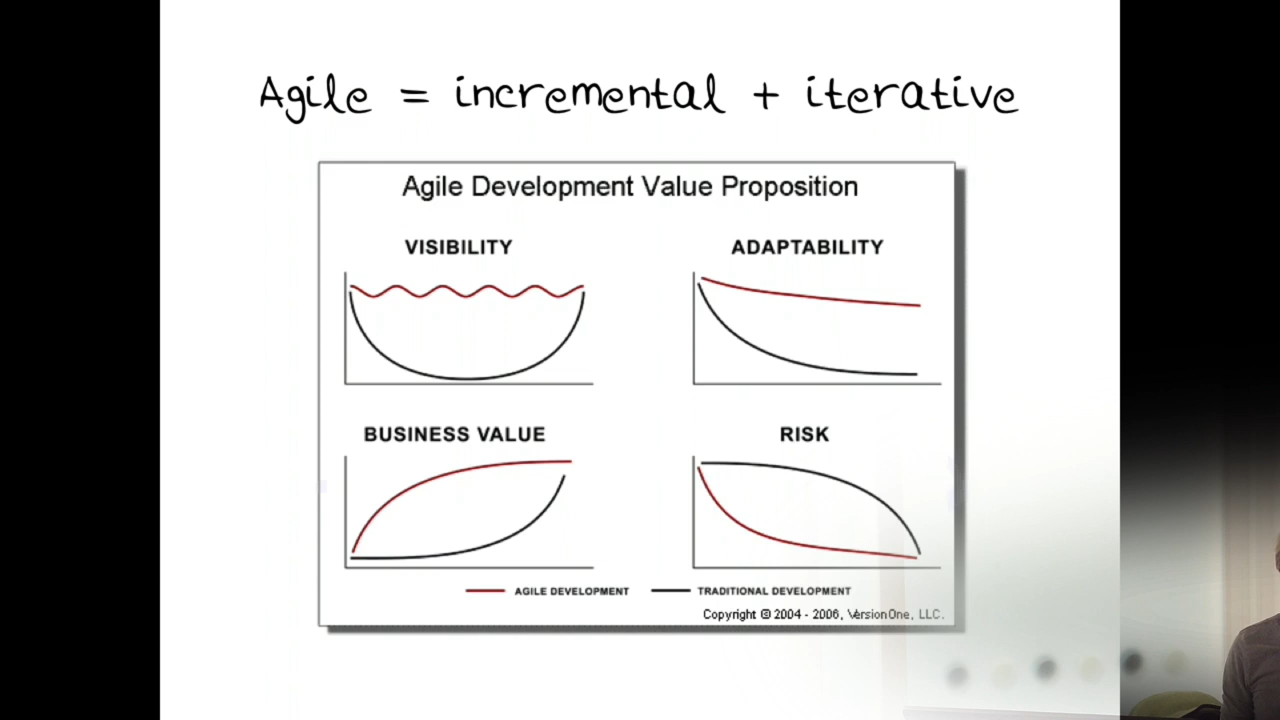 Agile = incremental + iterative
Agile Development Value Proposition
VISIBILITY
ADAPTABILITY
BUSINESS VALUE
RISK
AGILE DEVELOPMENT
TRADITIONAL DEVELOPMENT
Copyright © 2004 - 2006, VersionOne, LLC.